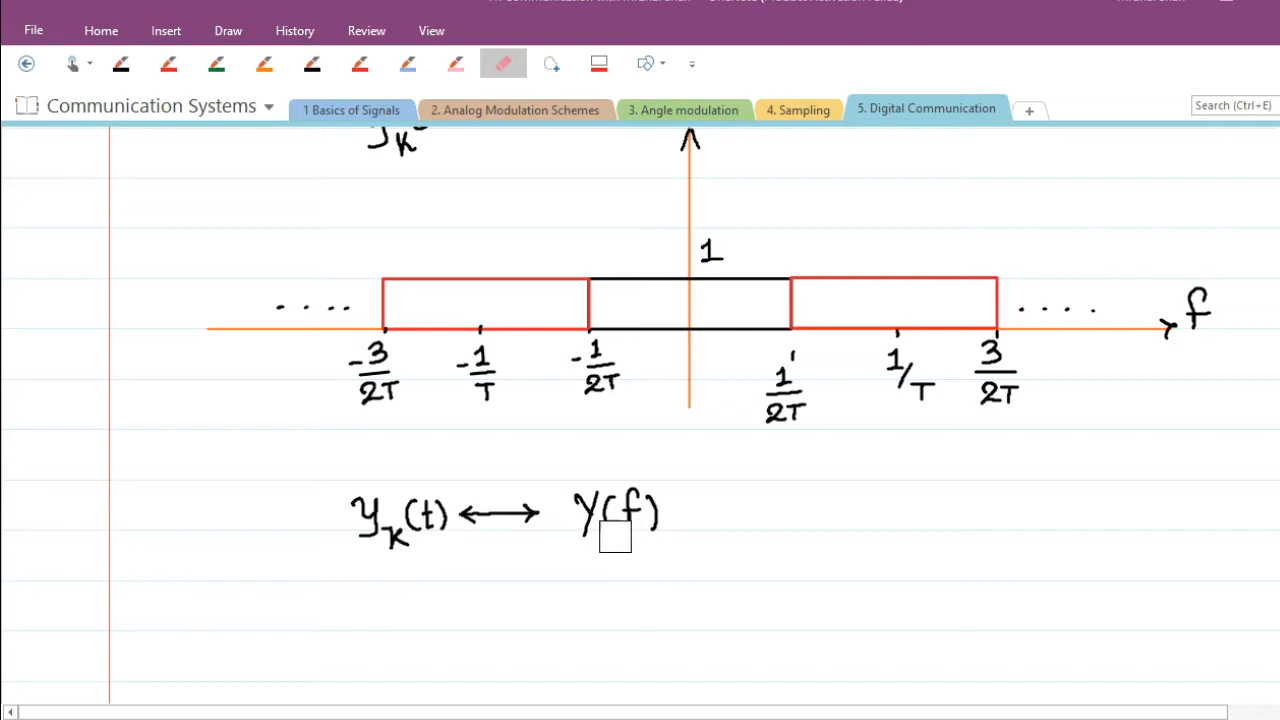 File Home Insert Draw History Review View
Communication Systems 1 Basics of Signals 2. Analog Modulation Schemes 3. Angle modulation 4. Sampling 5. Digital Communication + Search (Ctrl+E)
1
.... .... f
-3/2T -1/T -1/2T 1/2T 1/T 3/2T
y_k(t) ↔ Y(f)